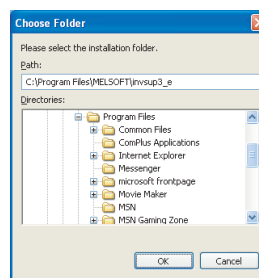 Choose Folder
Please select the installation folder.
Path:
C:\Program Files\MELSOFT\invsup3_e
Directories:
Program Files
Common Files
ComPlus Applications
Internet Explorer
Messenger
microsoft frontpage
Movie Maker
MSN
MSN Gaming Zone
OK
Cancel